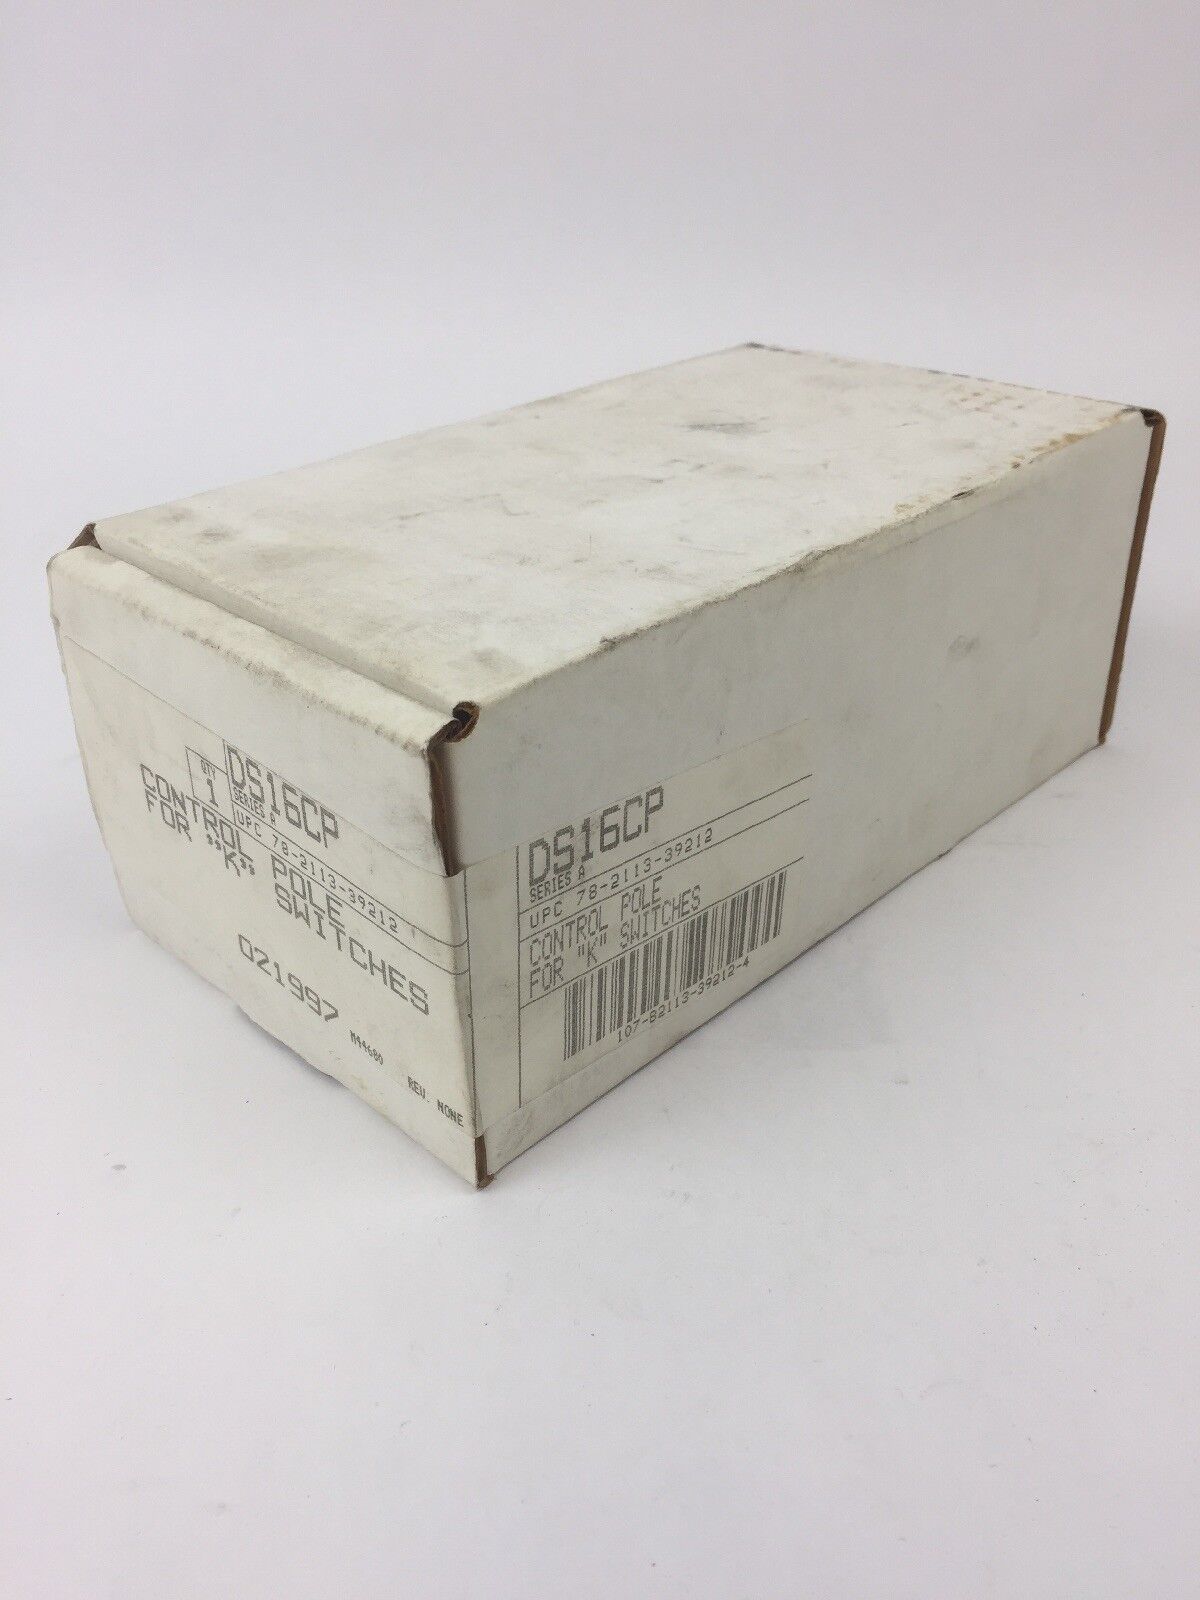 DS16CP
QTY SERIES A
1 UPC 78-2113-39212
CONTROL POLE
FOR "K" SWITCHES
021997
M44680 REV. NONE
DS16CP
SERIES A
UPC 78-2113-39212
CONTROL POLE
FOR "K" SWITCHES
107-82113-39212-4